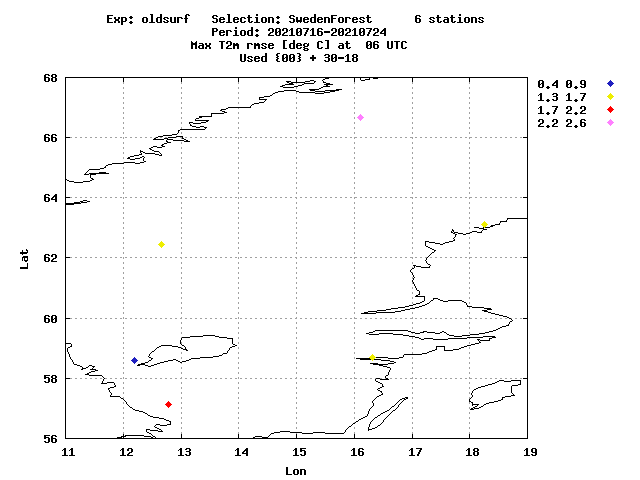 Exp: oldsurf   Selection: SwedenForest      6 stations
Period: 20210716-20210724
Max T2m rmse [deg C] at  06 UTC
Used {00} + 30-18
68
0.4 0.9
1.3 1.7
1.7 2.2
2.2 2.6
66
64
Lat
62
60
58
56
11 12 13 14 15 16 17 18 19
Lon